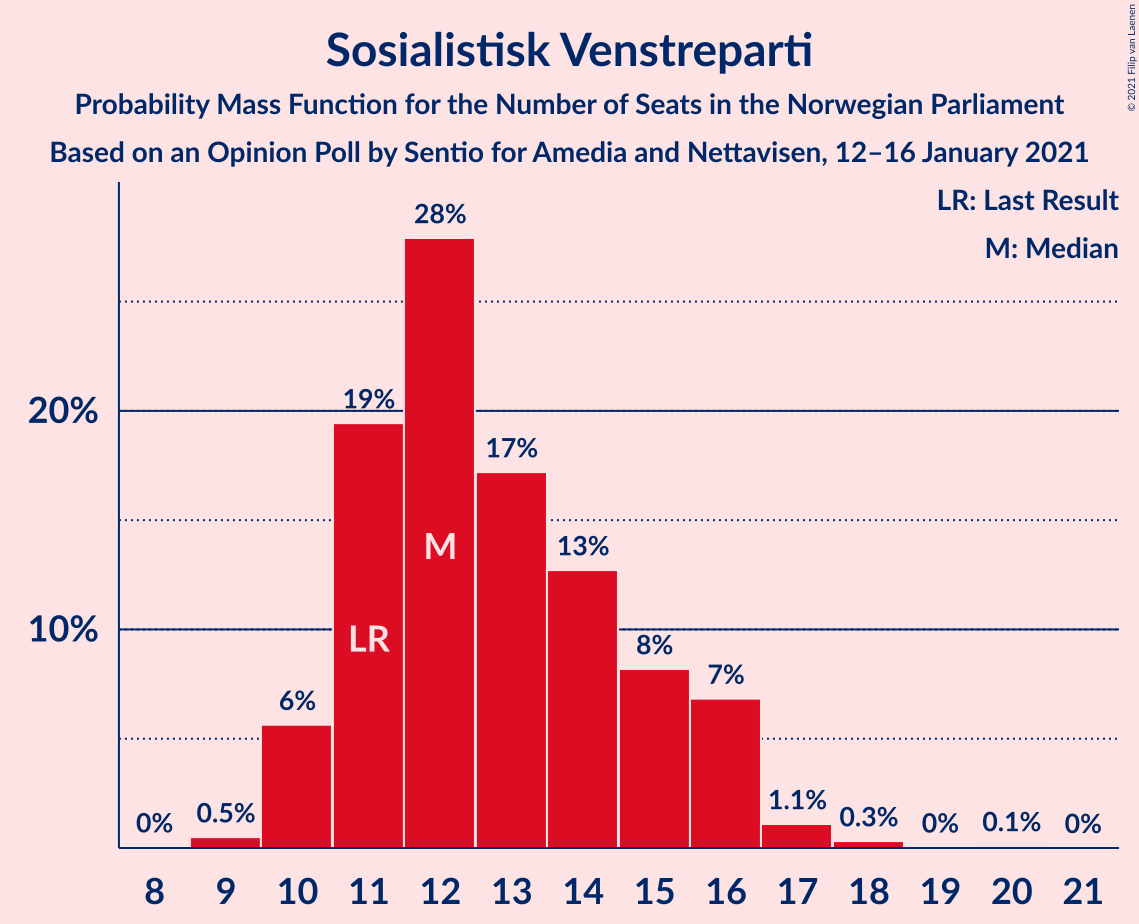 Sosialistisk Venstreparti
Probability Mass Function for the Number of Seats in the Norwegian Parliament
Based on an Opinion Poll by Sentio for Amedia and Nettavisen, 12–16 January 2021
© 2021 Filip van Laenen
LR: Last Result
M: Median
28%
20%
19%
17%
M
13%
10%
LR
8%
7%
6%
0%
0.5%
1.1%
0.3%
0%
0.1%
0%
8 9 10 11 12 13 14 15 16 17 18 19 20 21